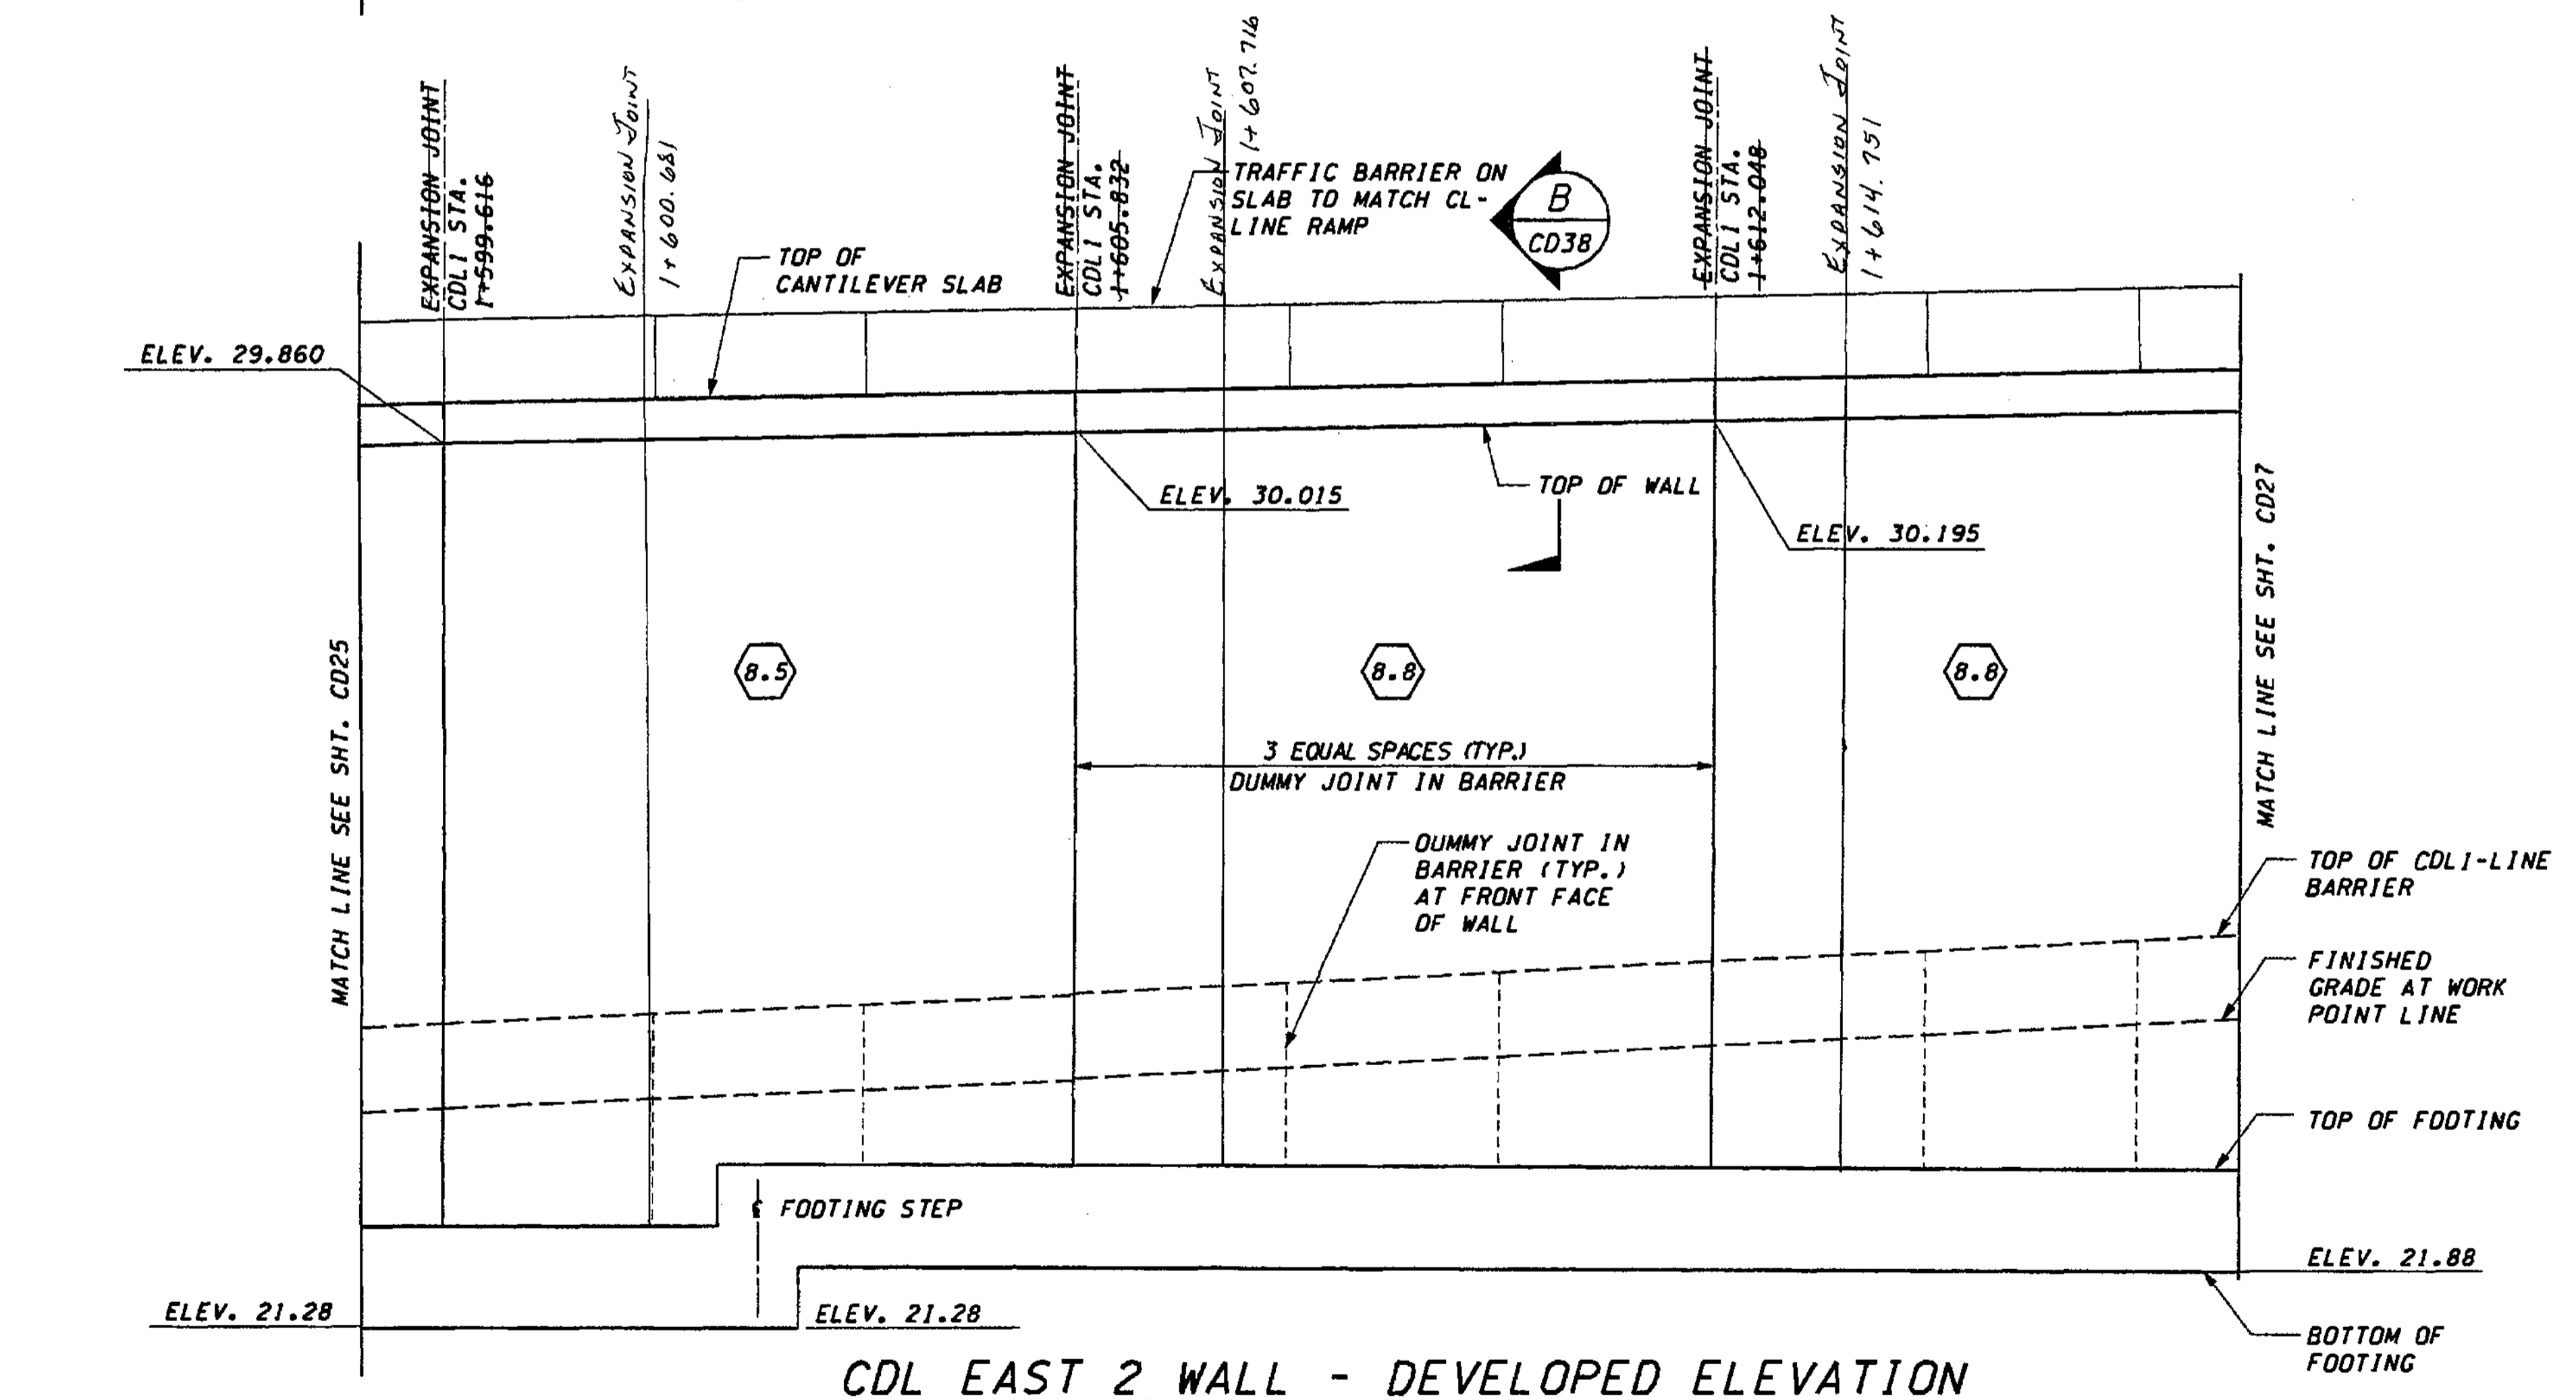 EXPANSION JOINT
CDL1 STA.
1+599.616
EXPANSION JOINT
1+600.681
EXPANSION JOINT
CDL1 STA.
1+605.832
EXPANSION JOINT
1+607.716
EXPANSION JOINT
CDL1 STA.
1+612.048
EXPANSION JOINT
1+614.751
TRAFFIC BARRIER ON
SLAB TO MATCH CL-
LINE RAMP
B
CD38
TOP OF
CANTILEVER SLAB
ELEV. 29.860
ELEV. 30.015
TOP OF WALL
ELEV. 30.195
MATCH LINE SEE SHT. CD25
8.5
8.8
8.8
MATCH LINE SEE SHT. CD27
3 EQUAL SPACES (TYP.)
DUMMY JOINT IN BARRIER
DUMMY JOINT IN
BARRIER (TYP.)
AT FRONT FACE
OF WALL
TOP OF CDL1-LINE
BARRIER
FINISHED
GRADE AT WORK
POINT LINE
TOP OF FOOTING
℄ FOOTING STEP
ELEV. 21.88
ELEV. 21.28
ELEV. 21.28
BOTTOM OF
FOOTING
CDL EAST 2 WALL - DEVELOPED ELEVATION